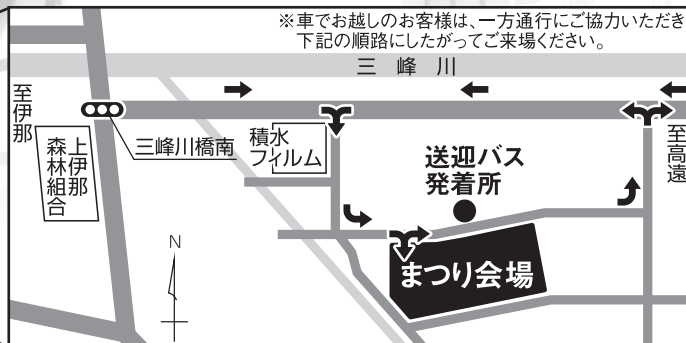 ※車でお越しのお客様は、一方通行にご協力いただき
下記の順路にしたがってご来場ください。
三峰川
至伊那
三峰川橋南
上伊那
森林組合
積水
フィルム
送迎バス
発着所
至高遠
まつり会場
N